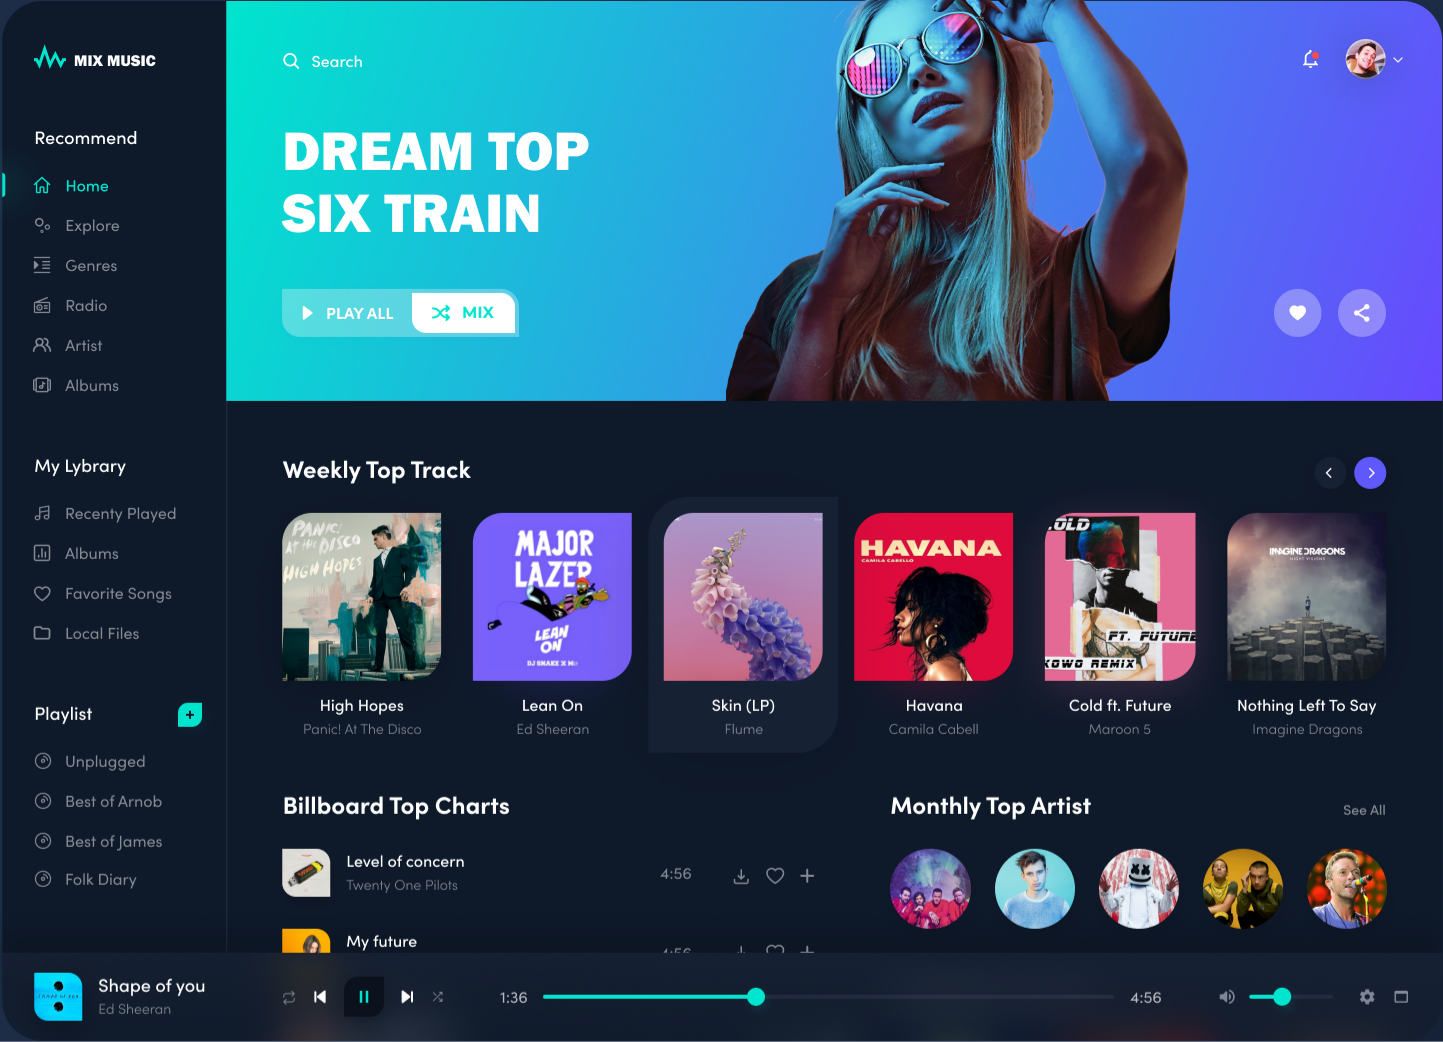 MIX MUSIC
Search
Recommend
Home
Explore
Genres
Radio
Artist
Albums
DREAM TOP
SIX TRAIN
PLAY ALL
MIX
My Lybrary
Recenty Played
Albums
Favorite Songs
Local Files
Playlist
Unplugged
Best of Arnob
Best of James
Folk Diary
Weekly Top Track
PANIC!
AT THE DISCO
HIGH HOPES
High Hopes
Panic! At The Disco
MAJOR
LAZER
LEAN
ON
DJ SNAKE X MØ
Lean On
Ed Sheeran
Skin (LP)
Flume
HAVANA
CAMILA CABELLO
Havana
Camila Cabell
OLD
FT. FUTURE
KOWO REMIX
Cold ft. Future
Maroon 5
IMAGINE DRAGONS
NIGHT VISIONS
Nothing Left To Say
Imagine Dragons
Billboard Top Charts
Level of concern
Twenty One Pilots
4:56
My future
4:56
Monthly Top Artist
See All
SHAPE OF YOU
Shape of you
Ed Sheeran
1:36
4:56